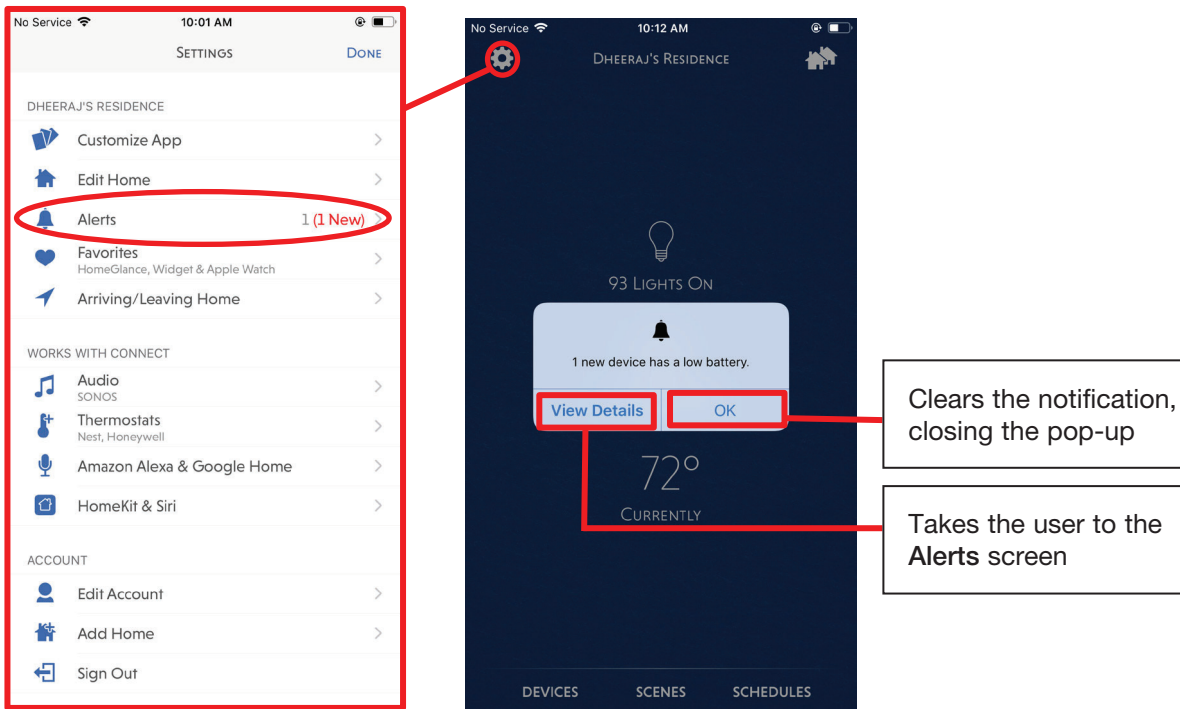 No Service 10:01 AM
SETTINGS DONE
DHEERAJ'S RESIDENCE
Customize App
Edit Home
Alerts 1 (1 New)
Favorites
HomeGlance, Widget & Apple Watch
Arriving/Leaving Home
WORKS WITH CONNECT
Audio
SONOS
Thermostats
Nest, Honeywell
Amazon Alexa & Google Home
HomeKit & Siri
ACCOUNT
Edit Account
Add Home
Sign Out
No Service 10:12 AM
DHEERAJ'S RESIDENCE
93 LIGHTS ON
1 new device has a low battery.
View Details OK
72°
CURRENTLY
DEVICES SCENES SCHEDULES
Clears the notification,
closing the pop-up
Takes the user to the
Alerts screen